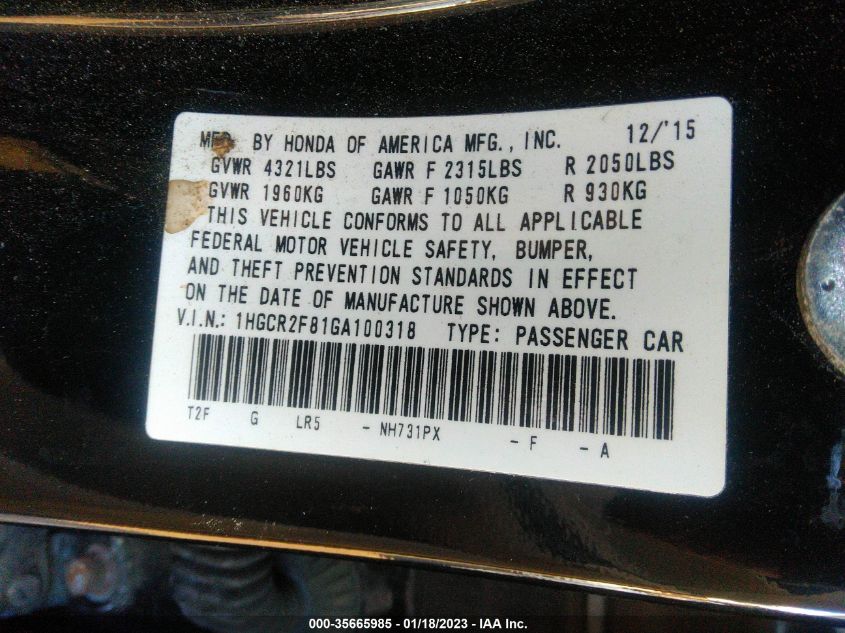 MFD. BY HONDA OF AMERICA MFG., INC. 12/'15
GVWR 4321LBS GAWR F 2315LBS R 2050LBS
GVWR 1960KG GAWR F 1050KG R 930KG
THIS VEHICLE CONFORMS TO ALL APPLICABLE
FEDERAL MOTOR VEHICLE SAFETY, BUMPER,
AND THEFT PREVENTION STANDARDS IN EFFECT
ON THE DATE OF MANUFACTURE SHOWN ABOVE.
V.I.N.: 1HGCR2F81GA100318 TYPE: PASSENGER CAR
T2F G LR5 - NH731PX - F - A
000-35665985 - 01/18/2023 - IAA Inc.